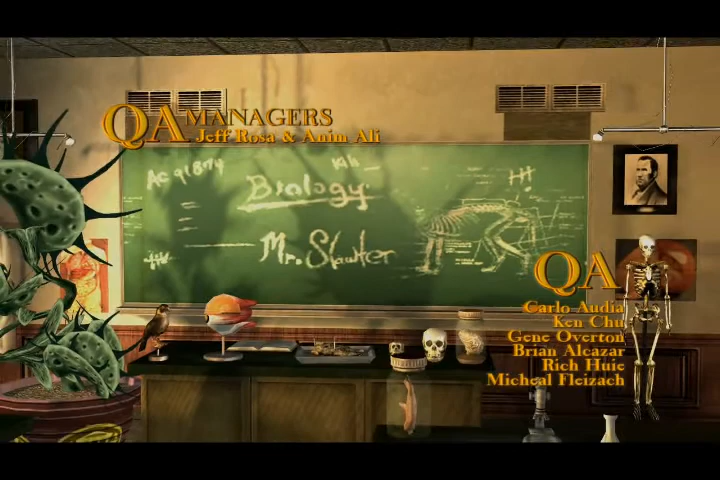 QA MANAGERS
Jeff Rosa & Anim Ali
Biology
Mr. Slauter
QA
Carlo Audia
Ken Chu
Gene Overton
Brian Alcazar
Rich Huie
Micheal Fleizach